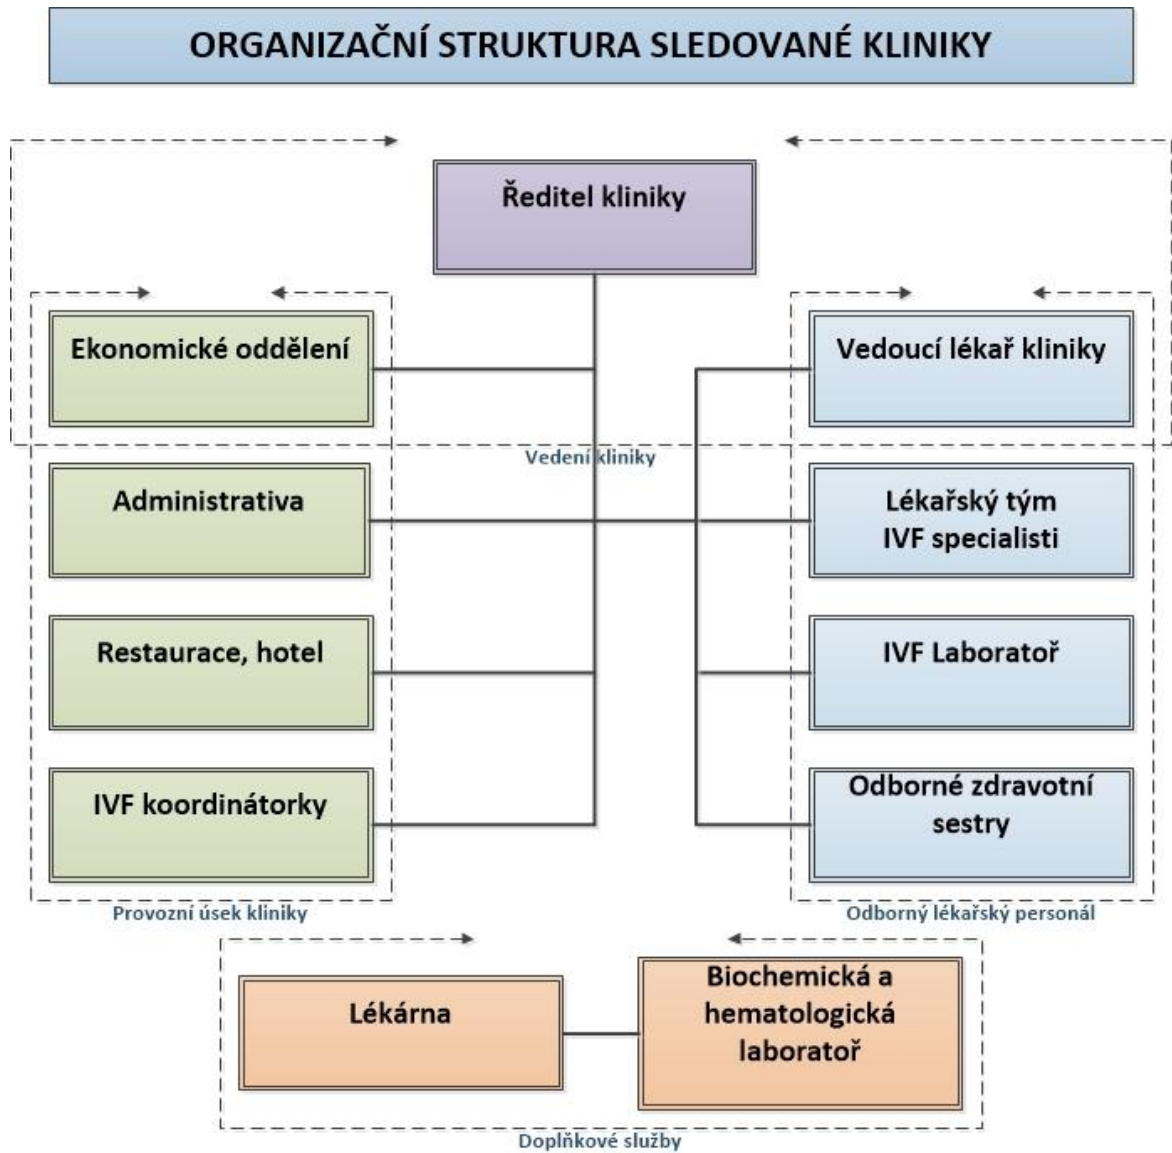 ORGANIZAČNÍ STRUKTURA SLEDOVANÉ KLINIKY
Ředitel kliniky
Ekonomické oddělení
Vedoucí lékař kliniky
Vedení kliniky
Administrativa
Lékařský tým
IVF specialisti
Restaurace, hotel
IVF Laboratoř
IVF koordinátorky
Odborné zdravotní
sestry
Provozní úsek kliniky
Odborný lékařský personál
Lékárna
Biochemická a
hematologická
laboratoř
Doplňkové služby